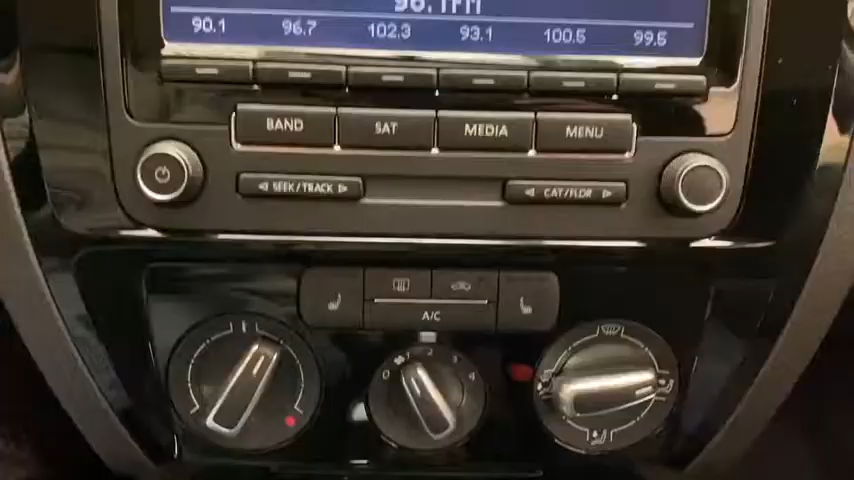 90.1 96.7 102.3 93.1 100.5 99.5
BAND SAT MEDIA MENU
SEEK/TRACK CAT/FLDR
A/C
0 1 2 3 4